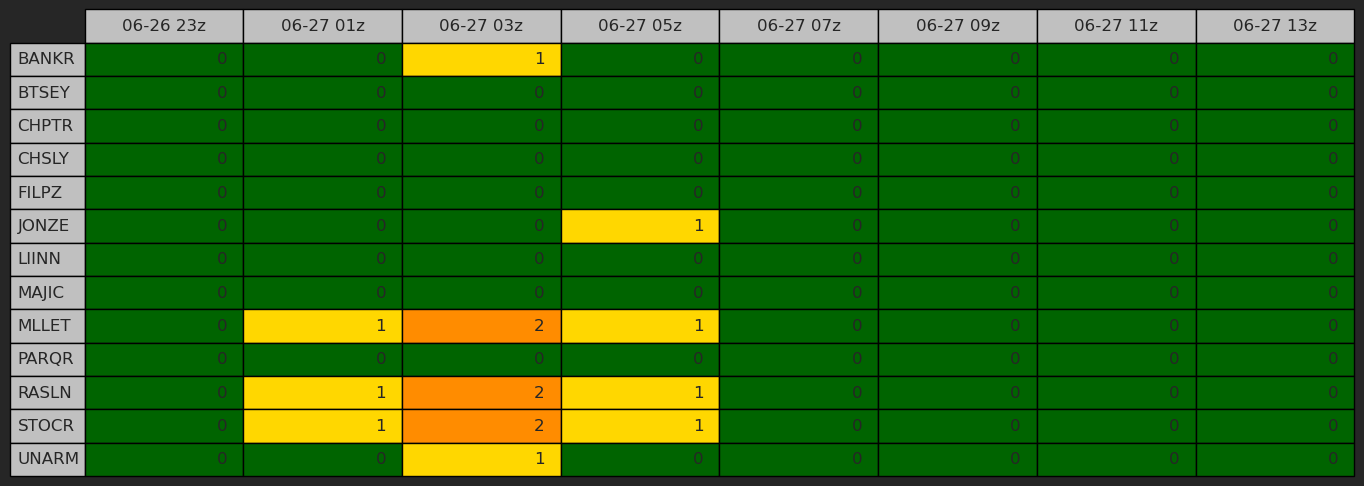 06-26 23z 06-27 01z 06-27 03z 06-27 05z 06-27 07z 06-27 09z 06-27 11z 06-27 13z
BANKR 0 0 1 0 0 0 0 0
BTSEY 0 0 0 0 0 0 0 0
CHPTR 0 0 0 0 0 0 0 0
CHSLY 0 0 0 0 0 0 0 0
FILPZ 0 0 0 0 0 0 0 0
JONZE 0 0 0 1 0 0 0 0
LIINN 0 0 0 0 0 0 0 0
MAJIC 0 0 0 0 0 0 0 0
MLLET 0 1 2 1 0 0 0 0
PARQR 0 0 0 0 0 0 0 0
RASLN 0 1 2 1 0 0 0 0
STOCR 0 1 2 1 0 0 0 0
UNARM 0 0 1 0 0 0 0 0